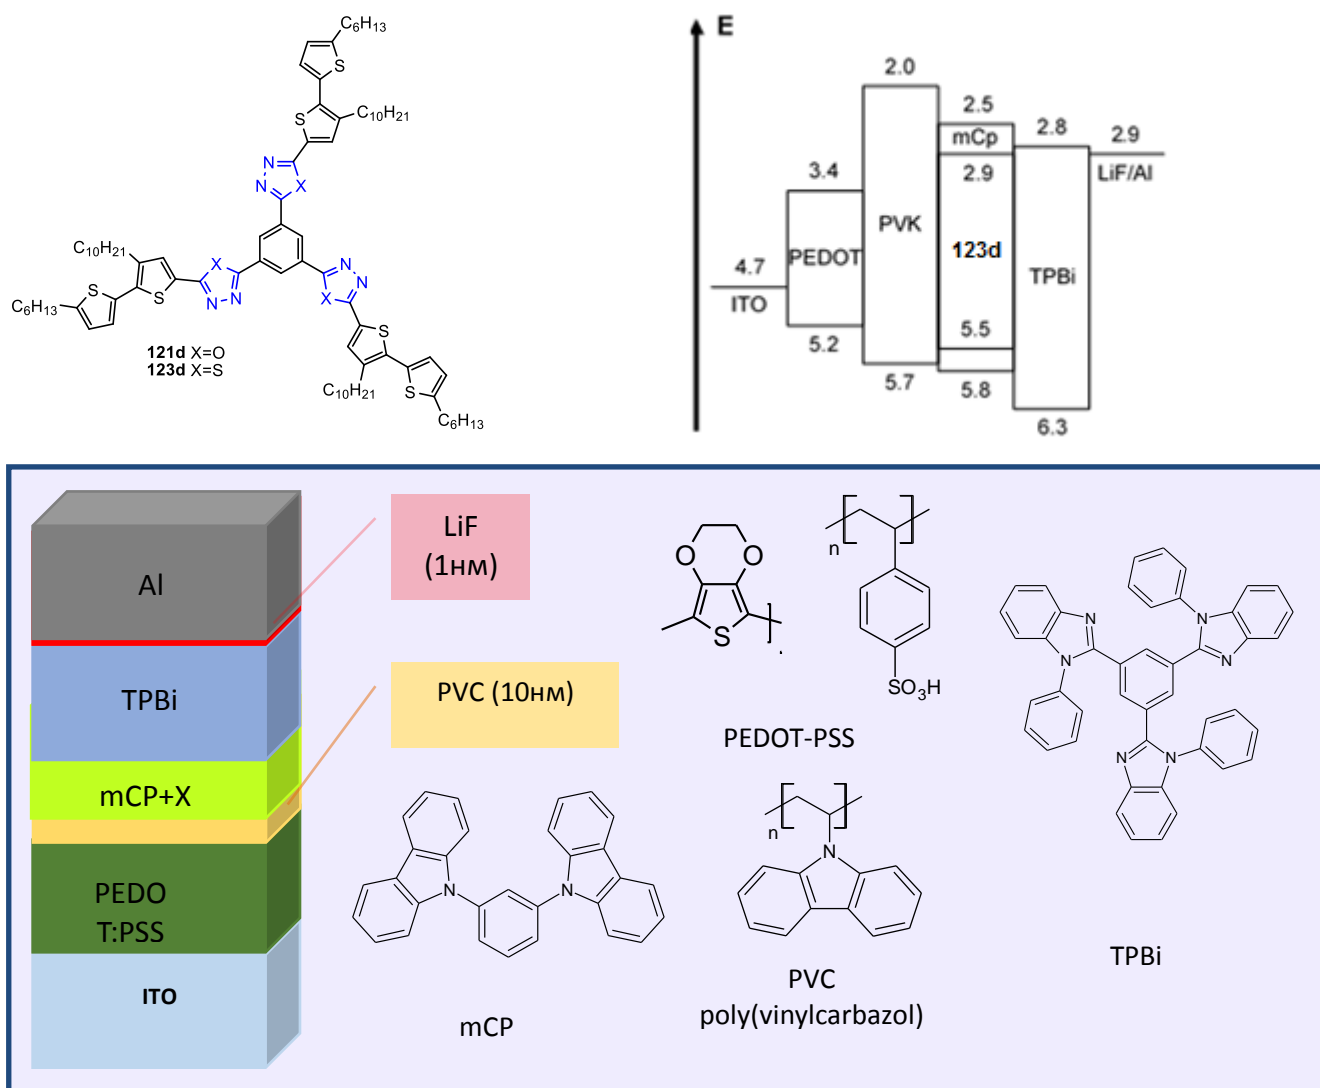 C6H13
S
S
C10H21
N
N
X
C10H21
X
N
N
N
N
X
S
S
C6H13
S
S
C10H21
C6H13
121d X=O
123d X=S
E
2.0
2.5
mCp
2.8
2.9
LiF/Al
3.4
2.9
PVK
PEDOT
123d
TPBi
4.7
ITO
5.2
5.5
5.7
5.8
6.3
Al
TPBi
mCP+X
PEDO
T:PSS
ITO
LiF
(1нм)
PVC (10нм)
O
O
S
n
SO3H
PEDOT-PSS
N
N
mCP
n
N
PVC
poly(vinylcarbazol)
N
N
N
N
N
N
TPBi